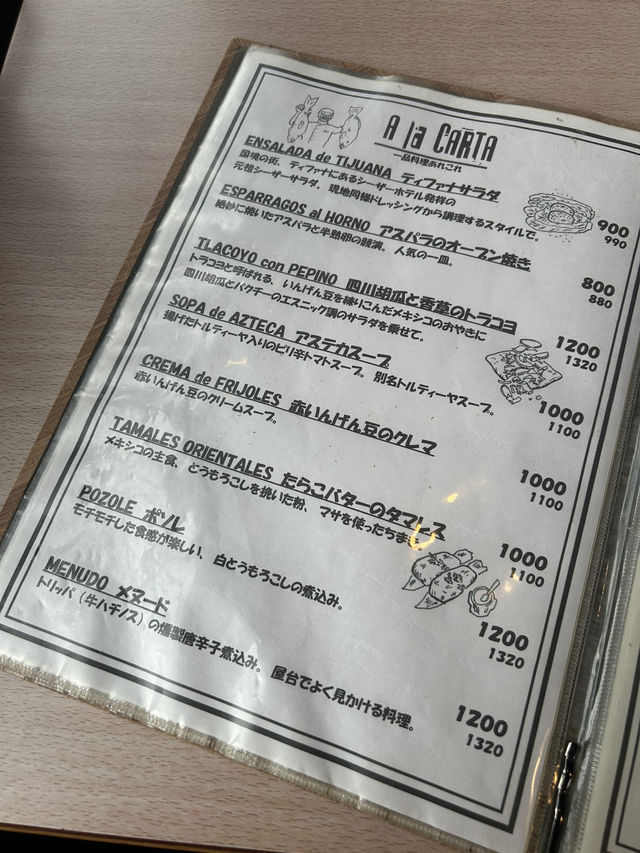 A la CARTA
一品料理あれこれ
ENSALADA de TIJUANA ティファナサラダ
国境の街、ティファナにあるシーザーホテル発祥の
元祖シーザーサラダ。現地同様ドレッシングから調理するスタイルで。
900
990
ESPARRAGOS al HORNO アスパラのオーブン焼き
絶妙に焼いたアスパラと半熟卵の競演。人気の一皿。
800
880
TLACOYO con PEPINO 四川胡瓜と香草のトラコヨ
トラコヨと呼ばれる、いんげん豆を練りこんだメキシコのおやきに
四川胡瓜とパクチーのエスニック調のサラダを乗せて。
1200
1320
SOPA de AZTECA アステカスープ
揚げたトルティーヤ入りのピリ辛トマトスープ。別名トルティーヤスープ。
1000
1100
CREMA de FRIJOLES 赤いんげん豆のクレマ
赤いんげん豆のクリームスープ。
1000
1100
TAMALES ORIENTALES たらこバターのタマレス
メキシコの主食、とうもろこしを挽いた粉、マサを使ったちまき。
1000
1100
POZOLE ポソレ
モチモチした食感が楽しい、白とうもろこしの煮込み。
1200
1320
MENUDO メヌード
トリッパ（牛ハチノス）の燻製唐辛子煮込み。屋台でよく見かける料理。
1200
1320